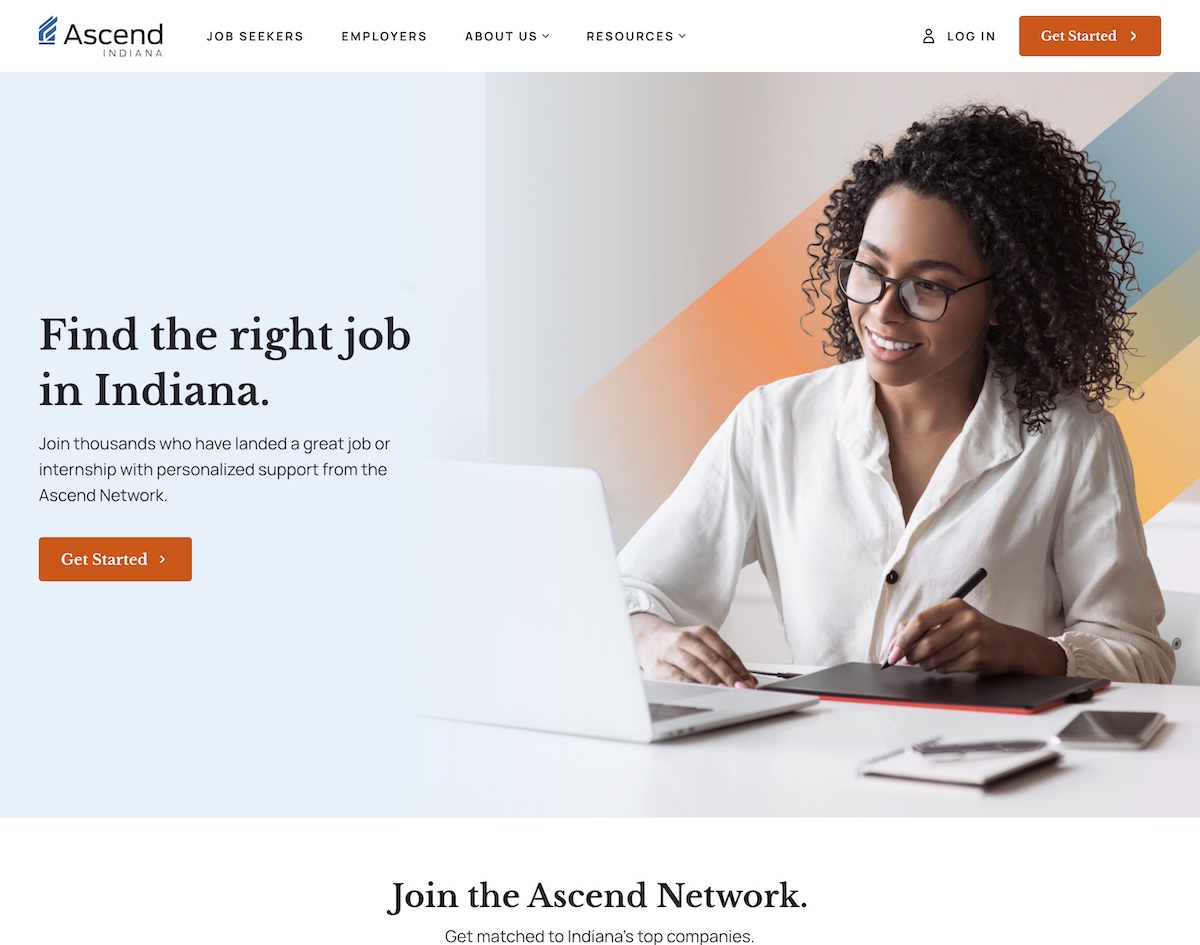 Ascend
INDIANA
JOB SEEKERS
EMPLOYERS
ABOUT US
RESOURCES
LOG IN
Get Started
Find the right job
in Indiana.
Join thousands who have landed a great job or
internship with personalized support from the
Ascend Network.
Get Started
Join the Ascend Network.
Get matched to Indiana's top companies.